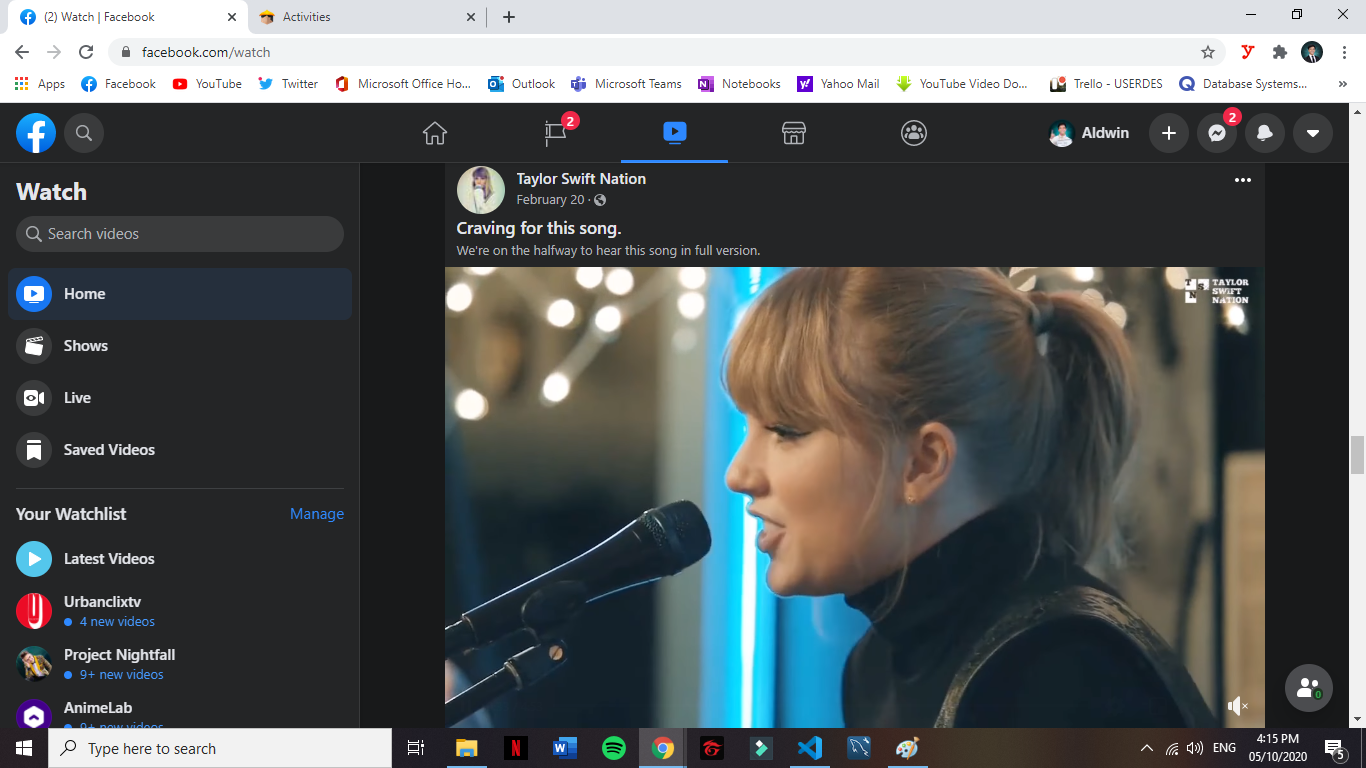 (2) Watch | Facebook
Activities
facebook.com/watch
Apps
Facebook
YouTube
Twitter
Microsoft Office Ho...
Outlook
Microsoft Teams
Notebooks
Yahoo Mail
YouTube Video Do...
Trello - USERDES
Database Systems...
2
Aldwin
2
Watch
Search videos
Home
Shows
Live
Saved Videos
Your Watchlist
Manage
Latest Videos
Urbanclixtv
4 new videos
Project Nightfall
9+ new videos
AnimeLab
9+ new videos
Taylor Swift Nation
February 20 ·
Craving for this song.
We're on the halfway to hear this song in full version.
TAYLOR
SWIFT
NATION
0
Type here to search
ENG
4:15 PM
05/10/2020
5